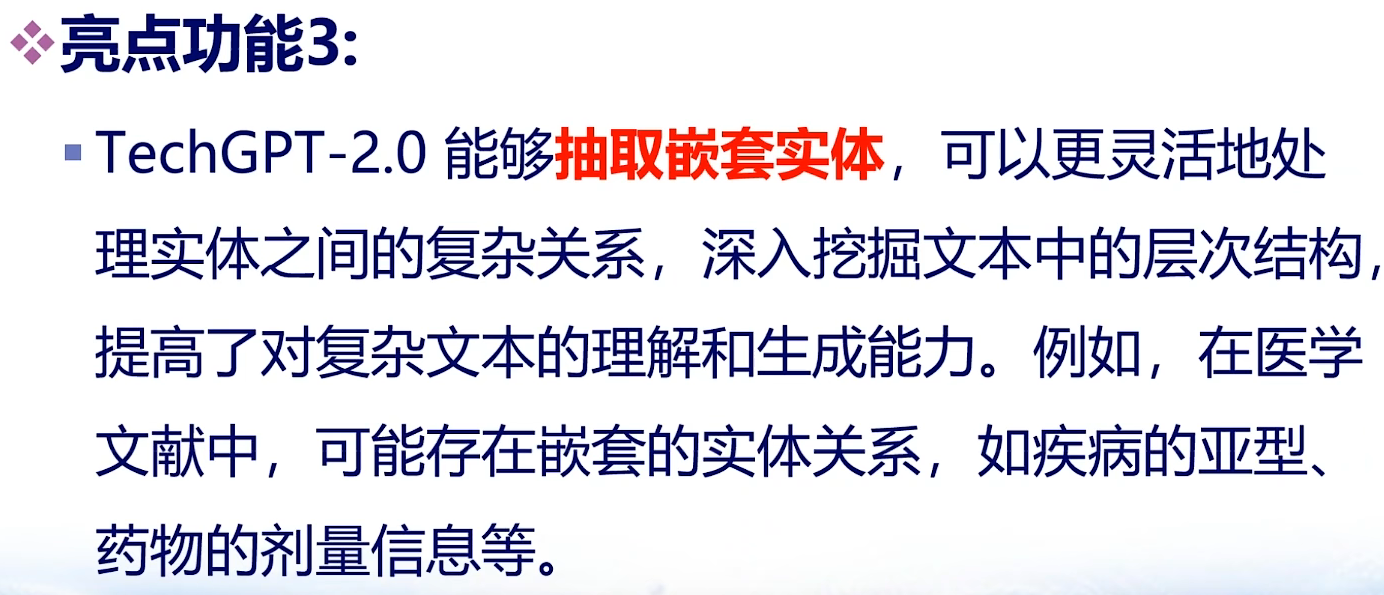 亮点功能3:
TechGPT-2.0 能够抽取嵌套实体，可以更灵活地处
理实体之间的复杂关系，深入挖掘文本中的层次结构，
提高了对复杂文本的理解和生成能力。例如，在医学
文献中，可能存在嵌套的实体关系，如疾病的亚型、
药物的剂量信息等。